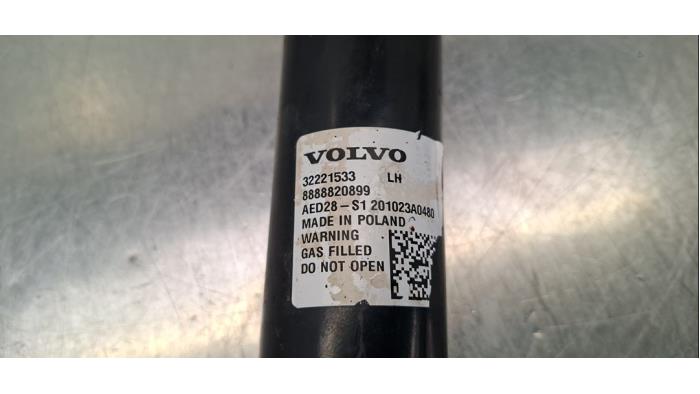 VOLVO
32221533 LH
8888820899
AED28-S1 201023A0480
MADE IN POLAND
WARNING
GAS FILLED
DO NOT OPEN